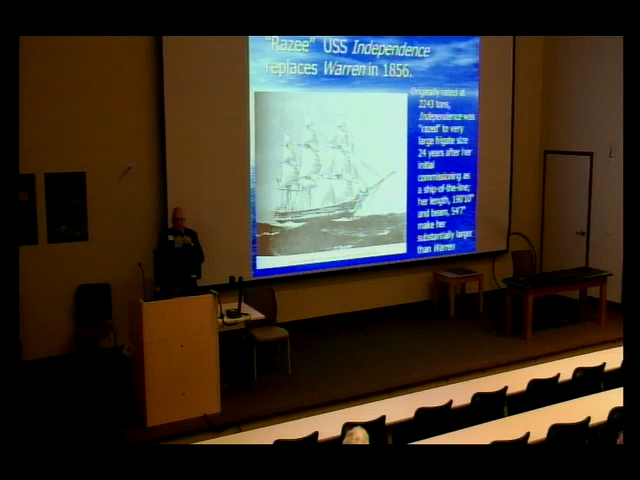 "Razee" USS Independence
replaces Warren in 1856.
Originally rated at
2243 tons,
Independence was
"razed" to very
large frigate size
24 years after her
initial
commissioning as
a ship-of-the-line;
her length, 190'10"
and beam, 54'7"
make her
substantially larger
than Warren